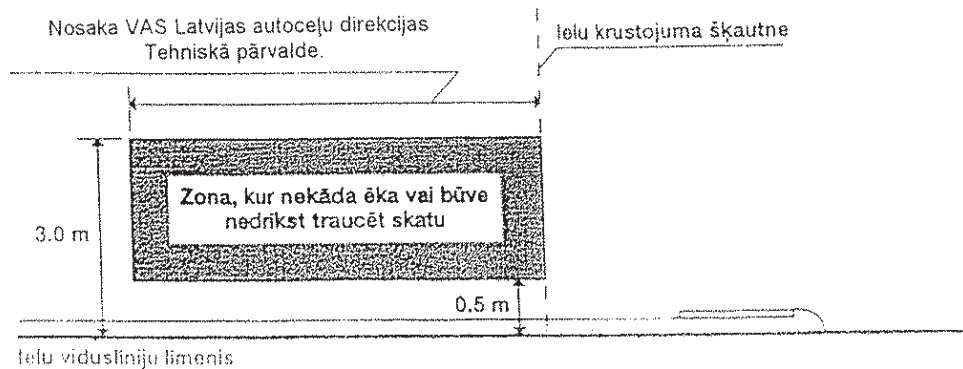 Nosaka VAS Latvijas autoceļu direkcijas
Tehniskā pārvalde.
Ielu krustojuma šķautne
Zona, kur nekāda ēka vai būve
nedrīkst traucēt skatu
3.0 m
0.5 m
Ielu viduslīniju līmenis